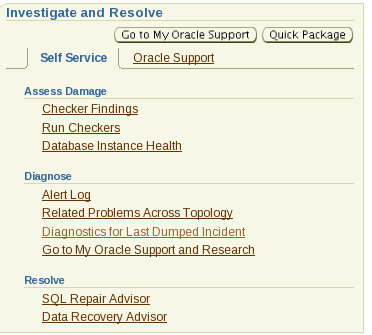 Investigate and Resolve
Go to My Oracle Support
Quick Package
Self Service
Oracle Support
Assess Damage
Checker Findings
Run Checkers
Database Instance Health
Diagnose
Alert Log
Related Problems Across Topology
Diagnostics for Last Dumped Incident
Go to My Oracle Support and Research
Resolve
SQL Repair Advisor
Data Recovery Advisor